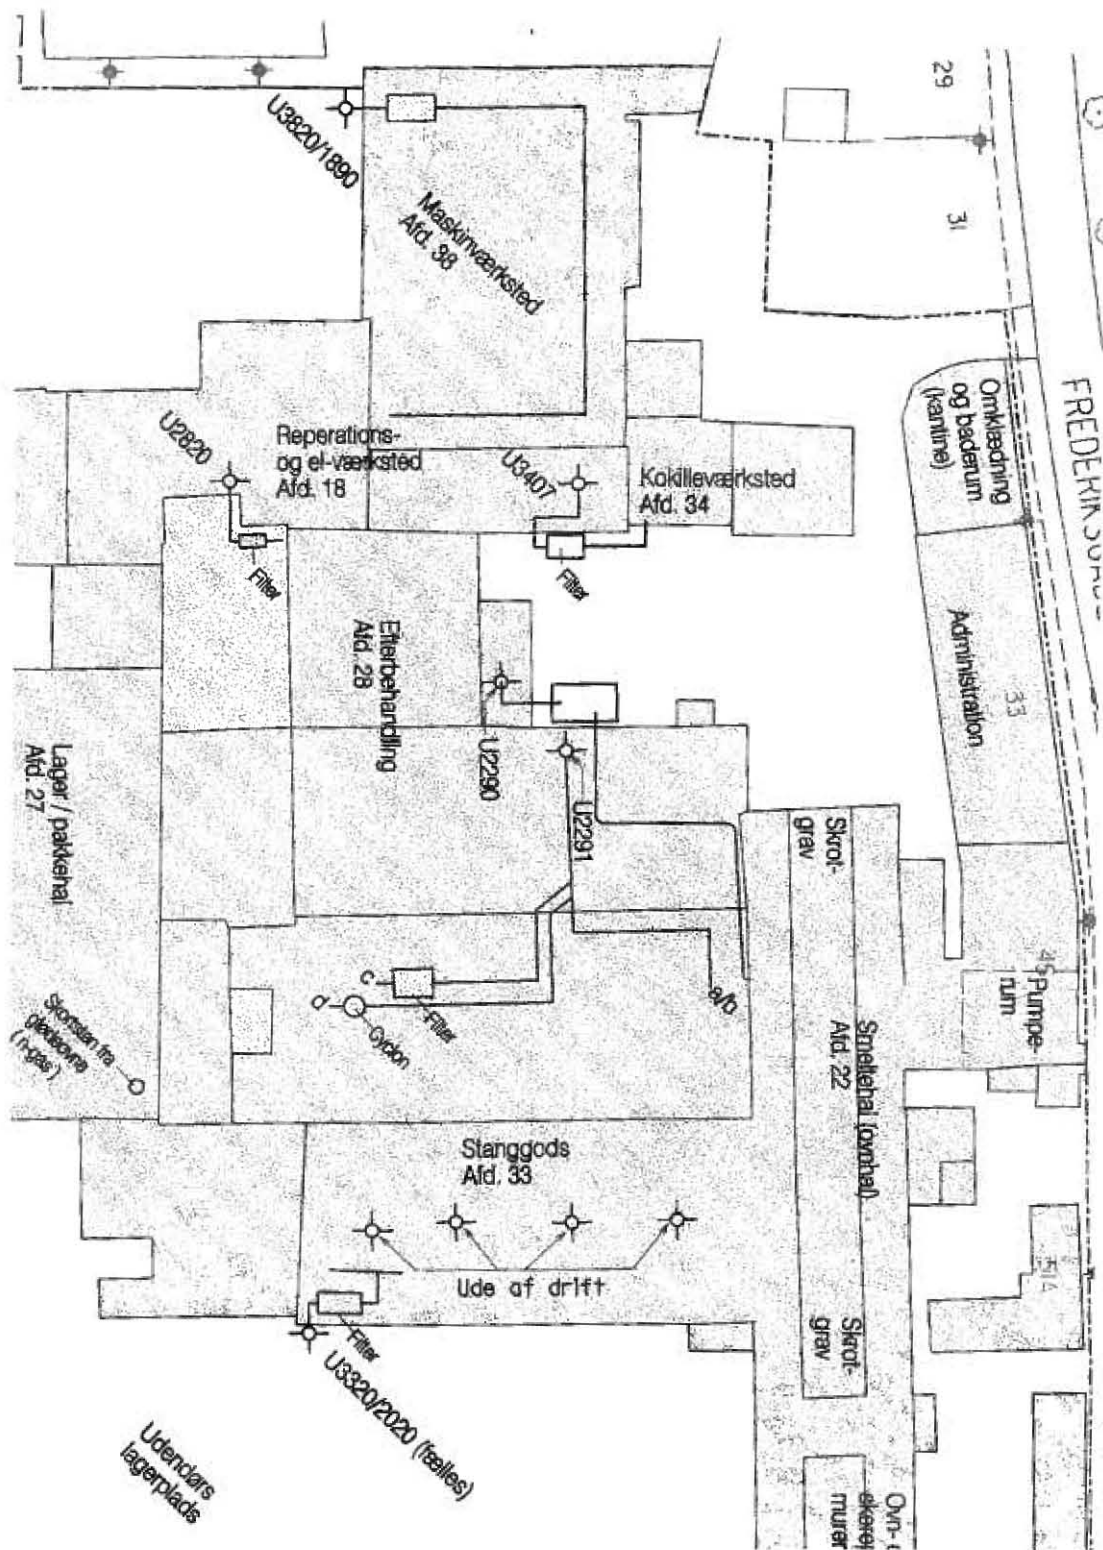 29
U3820/1890
31
Maskinværksted
Afd. 38
Omklædning
og baderum
(kantine)
U2820
Reperations-
og el-værksted
Afd. 18
U3407
Kokilleværksted
Afd. 34
Filter
Filter
Efterbehandling
Afd. 28
Administration
33
U2290
U2291
Lager / pakkehal
Afd. 27
Skrot-
grav
c
d
Filter
Cyclon
a/b
45
Pumpe-
rum
Skorsten fra
glødeovne
(n-gas)
Smeltehal (ovnhal)
Afd. 22
Stanggods
Afd. 33
Ude af drift
51A
Filter
U3320/2020 (fælles)
Skrot-
grav
Udendørs
lagerplads
Ovn-